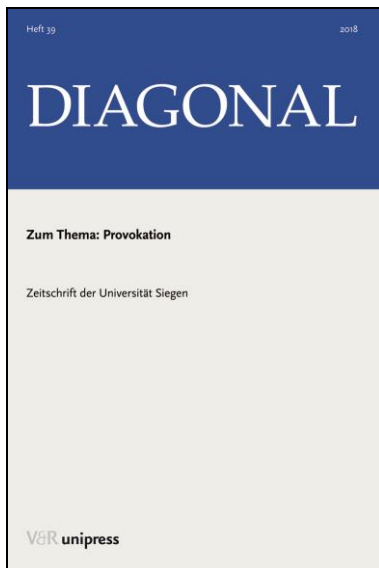 Heft 39 2018
DIAGONAL
Zum Thema: Provokation
Zeitschrift der Universität Siegen
V&R unipress